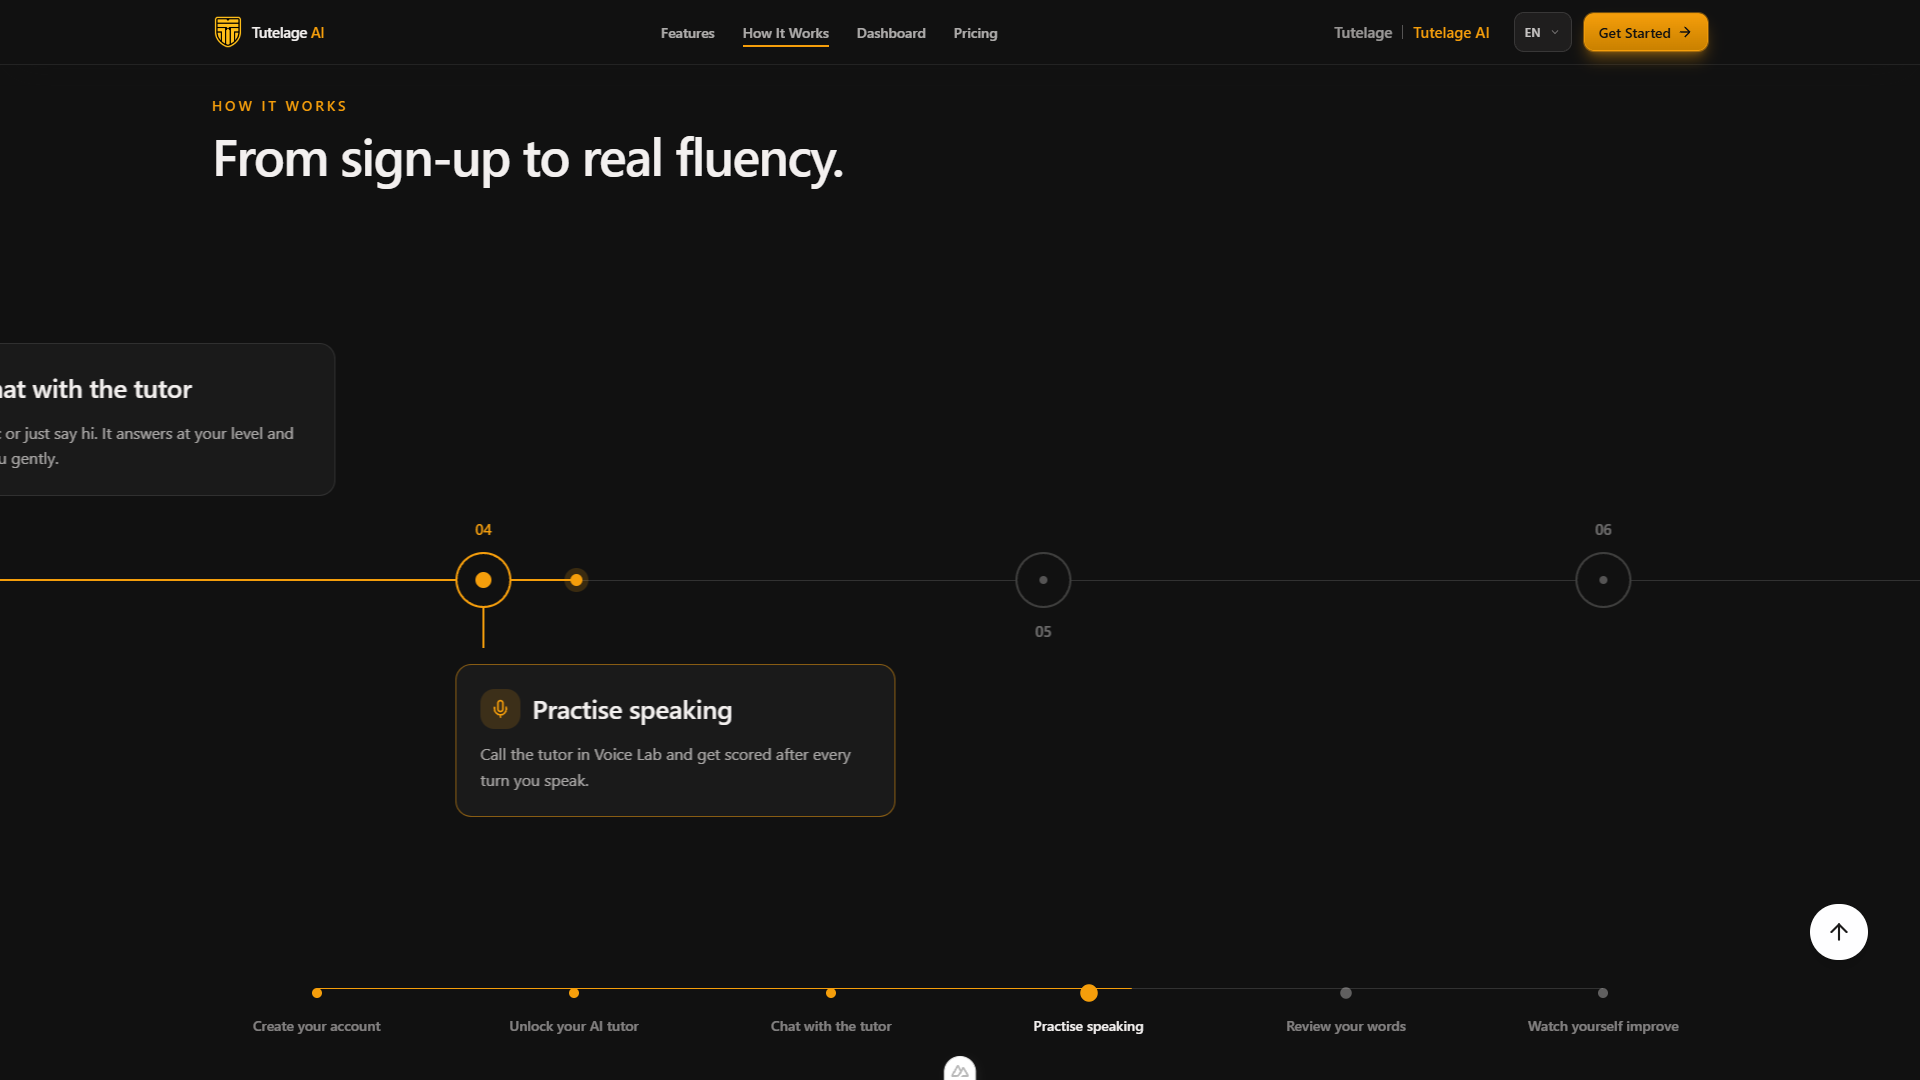 Tutelage AI
Features
How It Works
Dashboard
Pricing
Tutelage
Tutelage AI
EN
Get Started
HOW IT WORKS
From sign-up to real fluency.
with the tutor
or just say hi. It answers at your level and
gently.
04
06
05
Practise speaking
Call the tutor in Voice Lab and get scored after every
turn you speak.
Create your account
Unlock your AI tutor
Chat with the tutor
Practise speaking
Review your words
Watch yourself improve